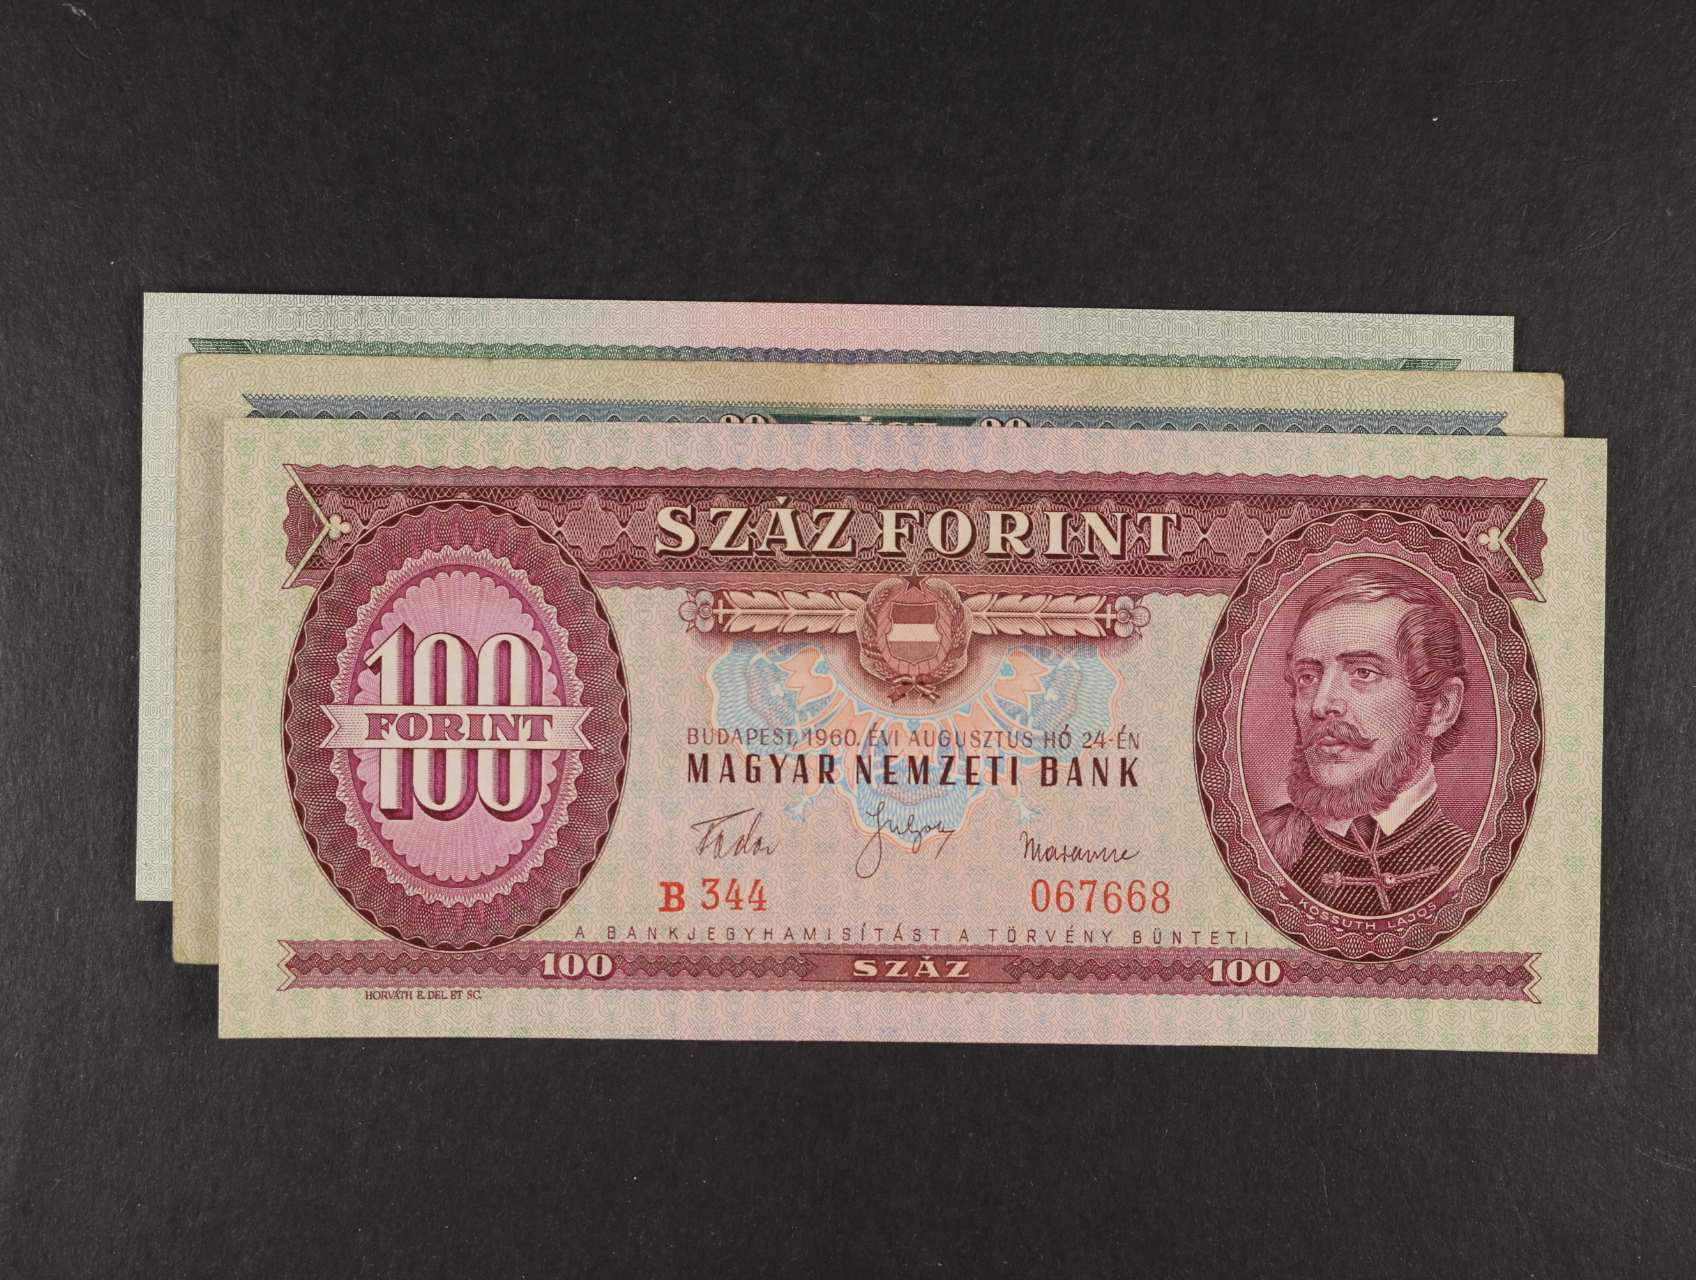 SZÁZ FORINT
100
FORINT
BUDAPEST, 1960. ÉVI AUGUSZTUS HÓ 24-ÉN
MAGYAR NEMZETI BANK
B 344 067668
KOSSUTH LAJOS
A BANKJEGYHAMISÍTÁST A TÖRVÉNY BÜNTETI
100 SZÁZ 100
HORVÁTH E. DEL ET SC.